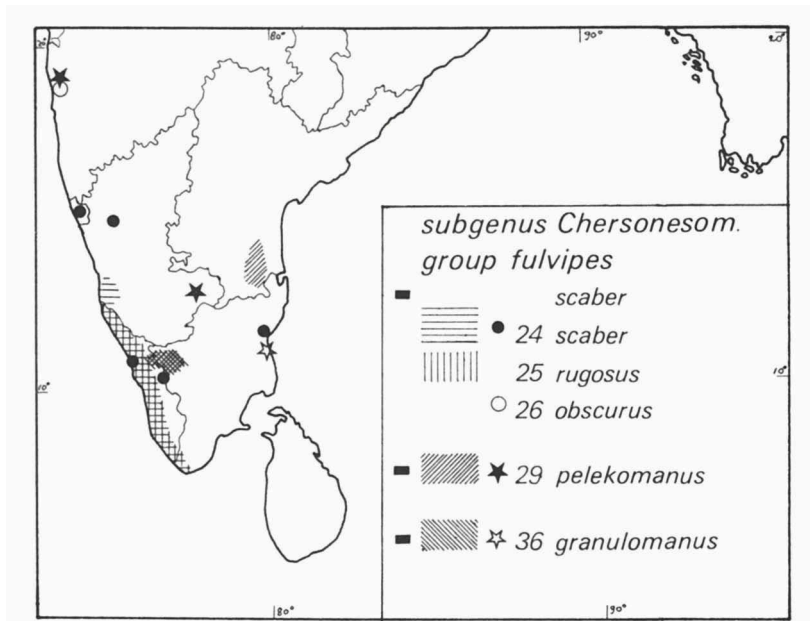 20° 80° 90° 20°
subgenus Chersonesom.
group fulvipes
scaber
24 scaber
25 rugosus
26 obscurus
29 pelekomanus
36 granulomanus
10° 10°
80° 90°